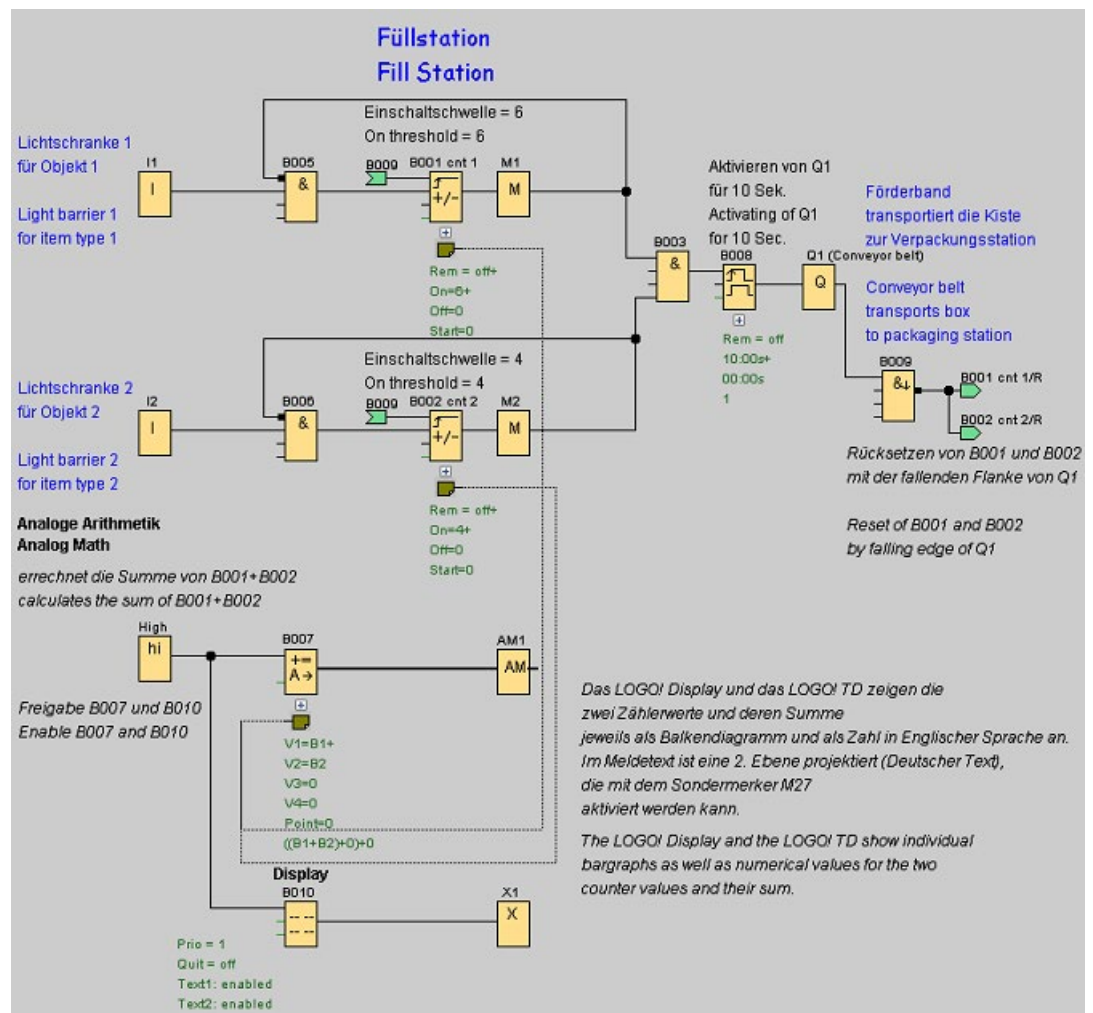 Füllstation
Fill Station
Einschaltschwelle = 6
On threshold = 6
Lichtschranke 1
für Objekt 1
Light barrier 1
for item type 1
I1
I
B005
&
B009
B001 cnt 1
+/-
M1
M
Rem = off+
On=6+
Off=0
Start=0
B003
&
Aktivieren von Q1
für 10 Sek.
Activating of Q1
for 10 Sec.
B008
Rem = off
10:00s+
00:00s
1
Q1 (Conveyor belt)
Q
Förderband
transportiert die Kiste
zur Verpackungsstation
Conveyor belt
transports box
to packaging station
B009
&↓
B001 cnt 1/R
B002 cnt 2/R
Rücksetzen von B001 und B002
mit der fallenden Flanke von Q1
Reset of B001 and B002
by falling edge of Q1
Einschaltschwelle = 4
On threshold = 4
Lichtschranke 2
für Objekt 2
Light barrier 2
for item type 2
I2
I
B006
&
B009
B002 cnt 2
+/-
M2
M
Rem = off+
On=4+
Off=0
Start=0
Analoge Arithmetik
Analog Math
errechnet die Summe von B001+B002
calculates the sum of B001+B002
High
hi
Freigabe B007 und B010
Enable B007 and B010
B007
+=
A→
V1=B1+
V2=B2
V3=0
V4=0
Point=0
((B1+B2)+0)+0
AM1
AM
Display
B010
Prio = 1
Quit = off
Text1: enabled
Text2: enabled
X1
X
Das LOGO! Display und das LOGO! TD zeigen die
zwei Zählerwerte und deren Summe
jeweils als Balkendiagramm und als Zahl in Englischer Sprache an.
Im Meldetext ist eine 2. Ebene projektiert (Deutscher Text),
die mit dem Sondermerker M27
aktiviert werden kann.
The LOGO! Display and the LOGO! TD show individual
bargraphs as well as numerical values for the two
counter values and their sum.